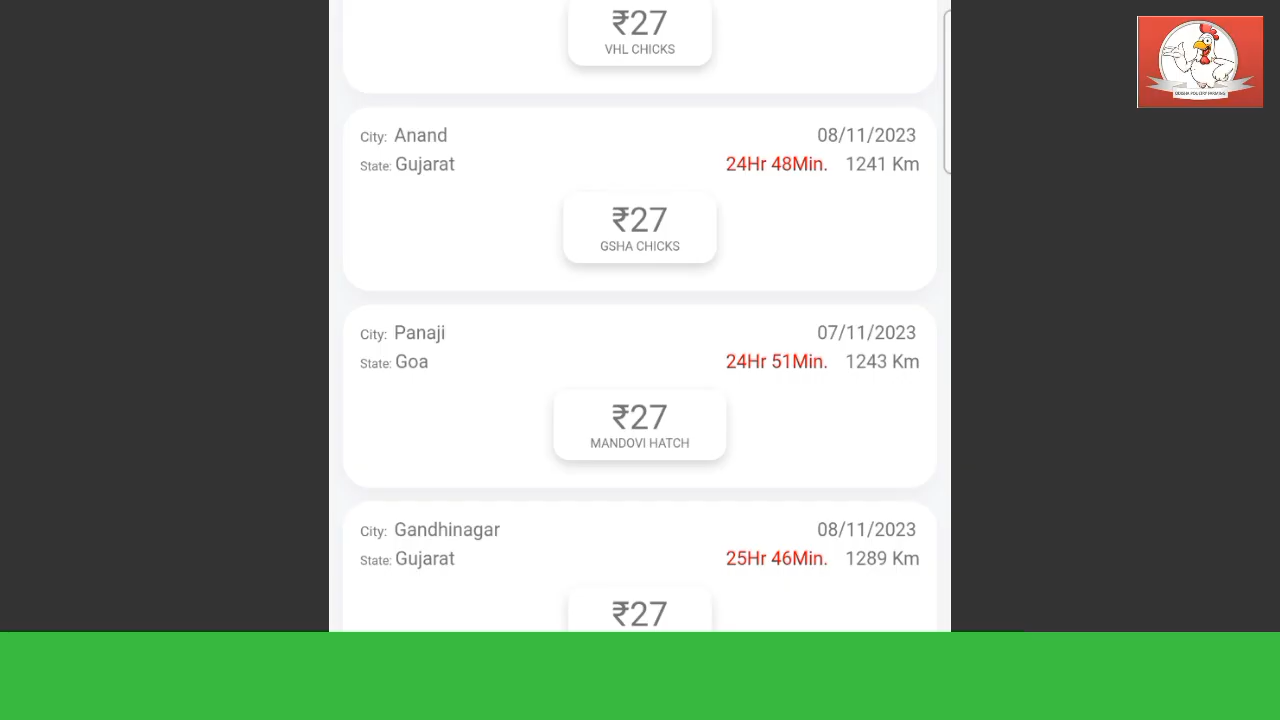 ₹27
VHL CHICKS
City: Anand 08/11/2023
State: Gujarat 24Hr 48Min. 1241 Km
₹27
GSHA CHICKS
City: Panaji 07/11/2023
State: Goa 24Hr 51Min. 1243 Km
₹27
MANDOVI HATCH
City: Gandhinagar 08/11/2023
State: Gujarat 25Hr 46Min. 1289 Km
₹27